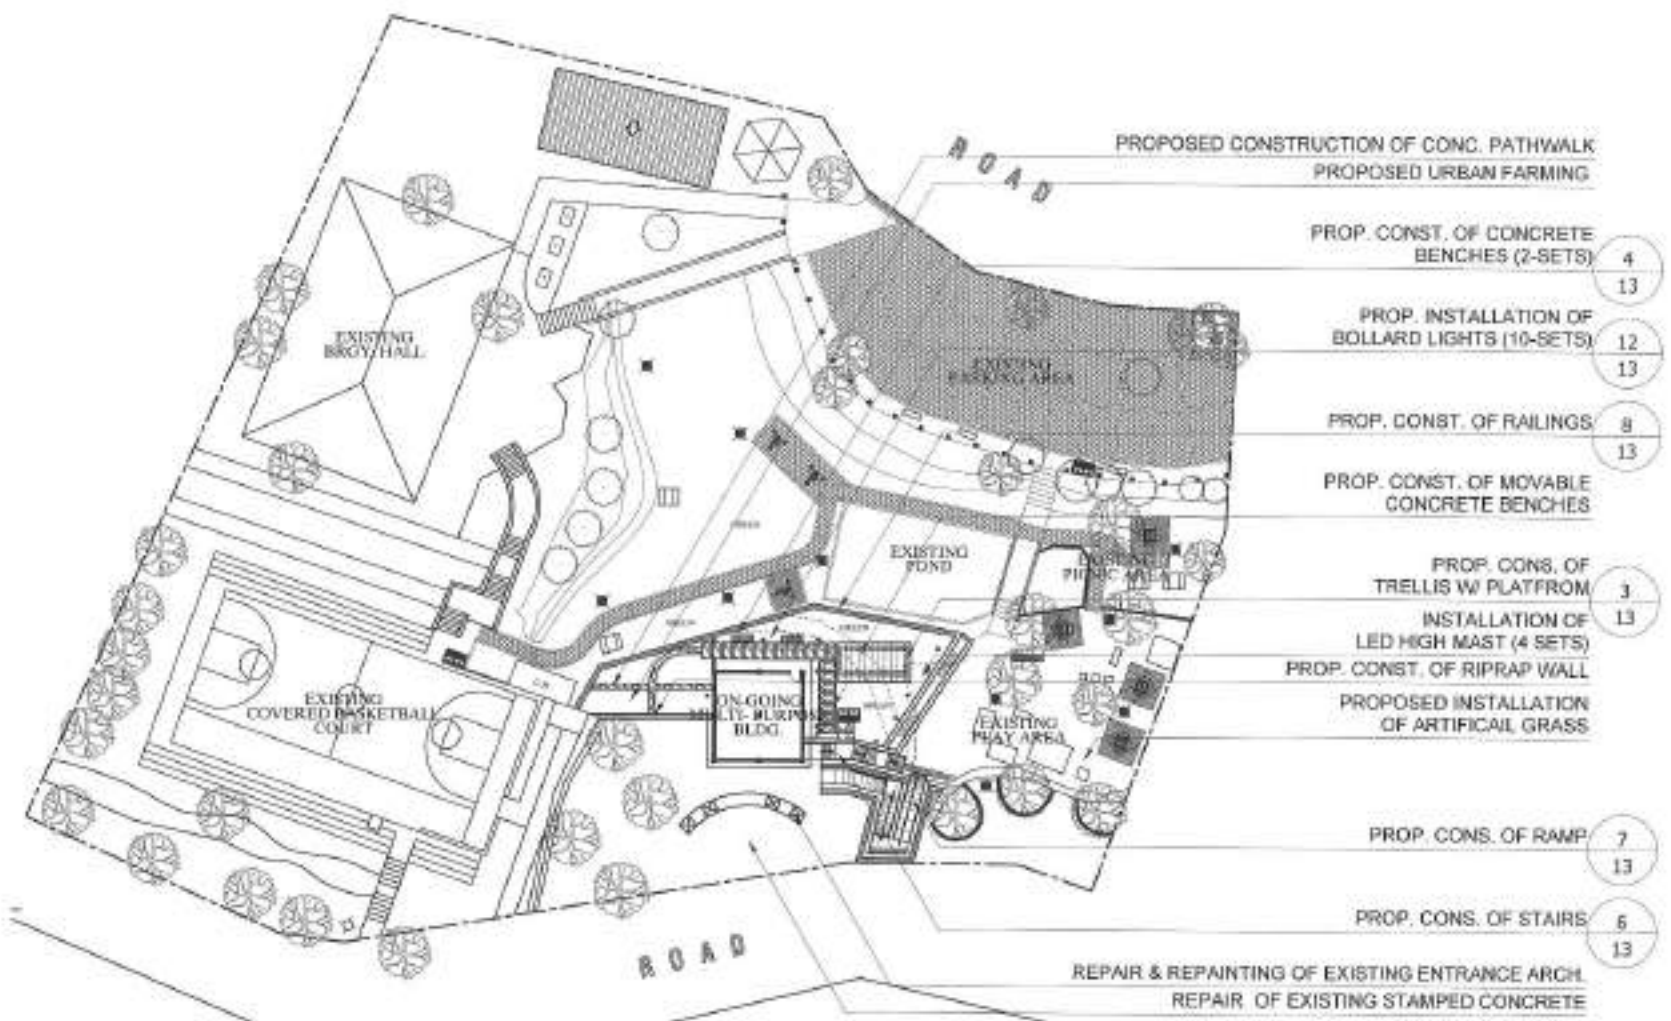 ROAD
PROPOSED CONSTRUCTION OF CONC. PATHWALK
PROPOSED URBAN FARMING
PROP. CONST. OF CONCRETE
BENCHES (2-SETS)
4
13
PROP. INSTALLATION OF
BOLLARD LIGHTS (10-SETS)
12
13
EXISTING
BRGY. HALL
EXISTING
PARKING AREA
PROP. CONST. OF RAILINGS
8
13
PROP. CONST. OF MOVABLE
CONCRETE BENCHES
EXISTING
POND
EXISTING
PICNIC AREA
PROP. CONS. OF
TRELLIS W/ PLATFROM
3
13
INSTALLATION OF
LED HIGH MAST (4 SETS)
PROP. CONST. OF RIPRAP WALL
PROPOSED INSTALLATION
OF ARTIFICAIL GRASS
EXISTING
COVERED BASKETBALL
COURT
ON-GOING
MULTI-PURPOSE
BLDG.
EXISTING
PLAY AREA
PROP. CONS. OF RAMP
7
13
PROP. CONS. OF STAIRS
6
13
ROAD
REPAIR & REPAINTING OF EXISTING ENTRANCE ARCH.
REPAIR OF EXISTING STAMPED CONCRETE